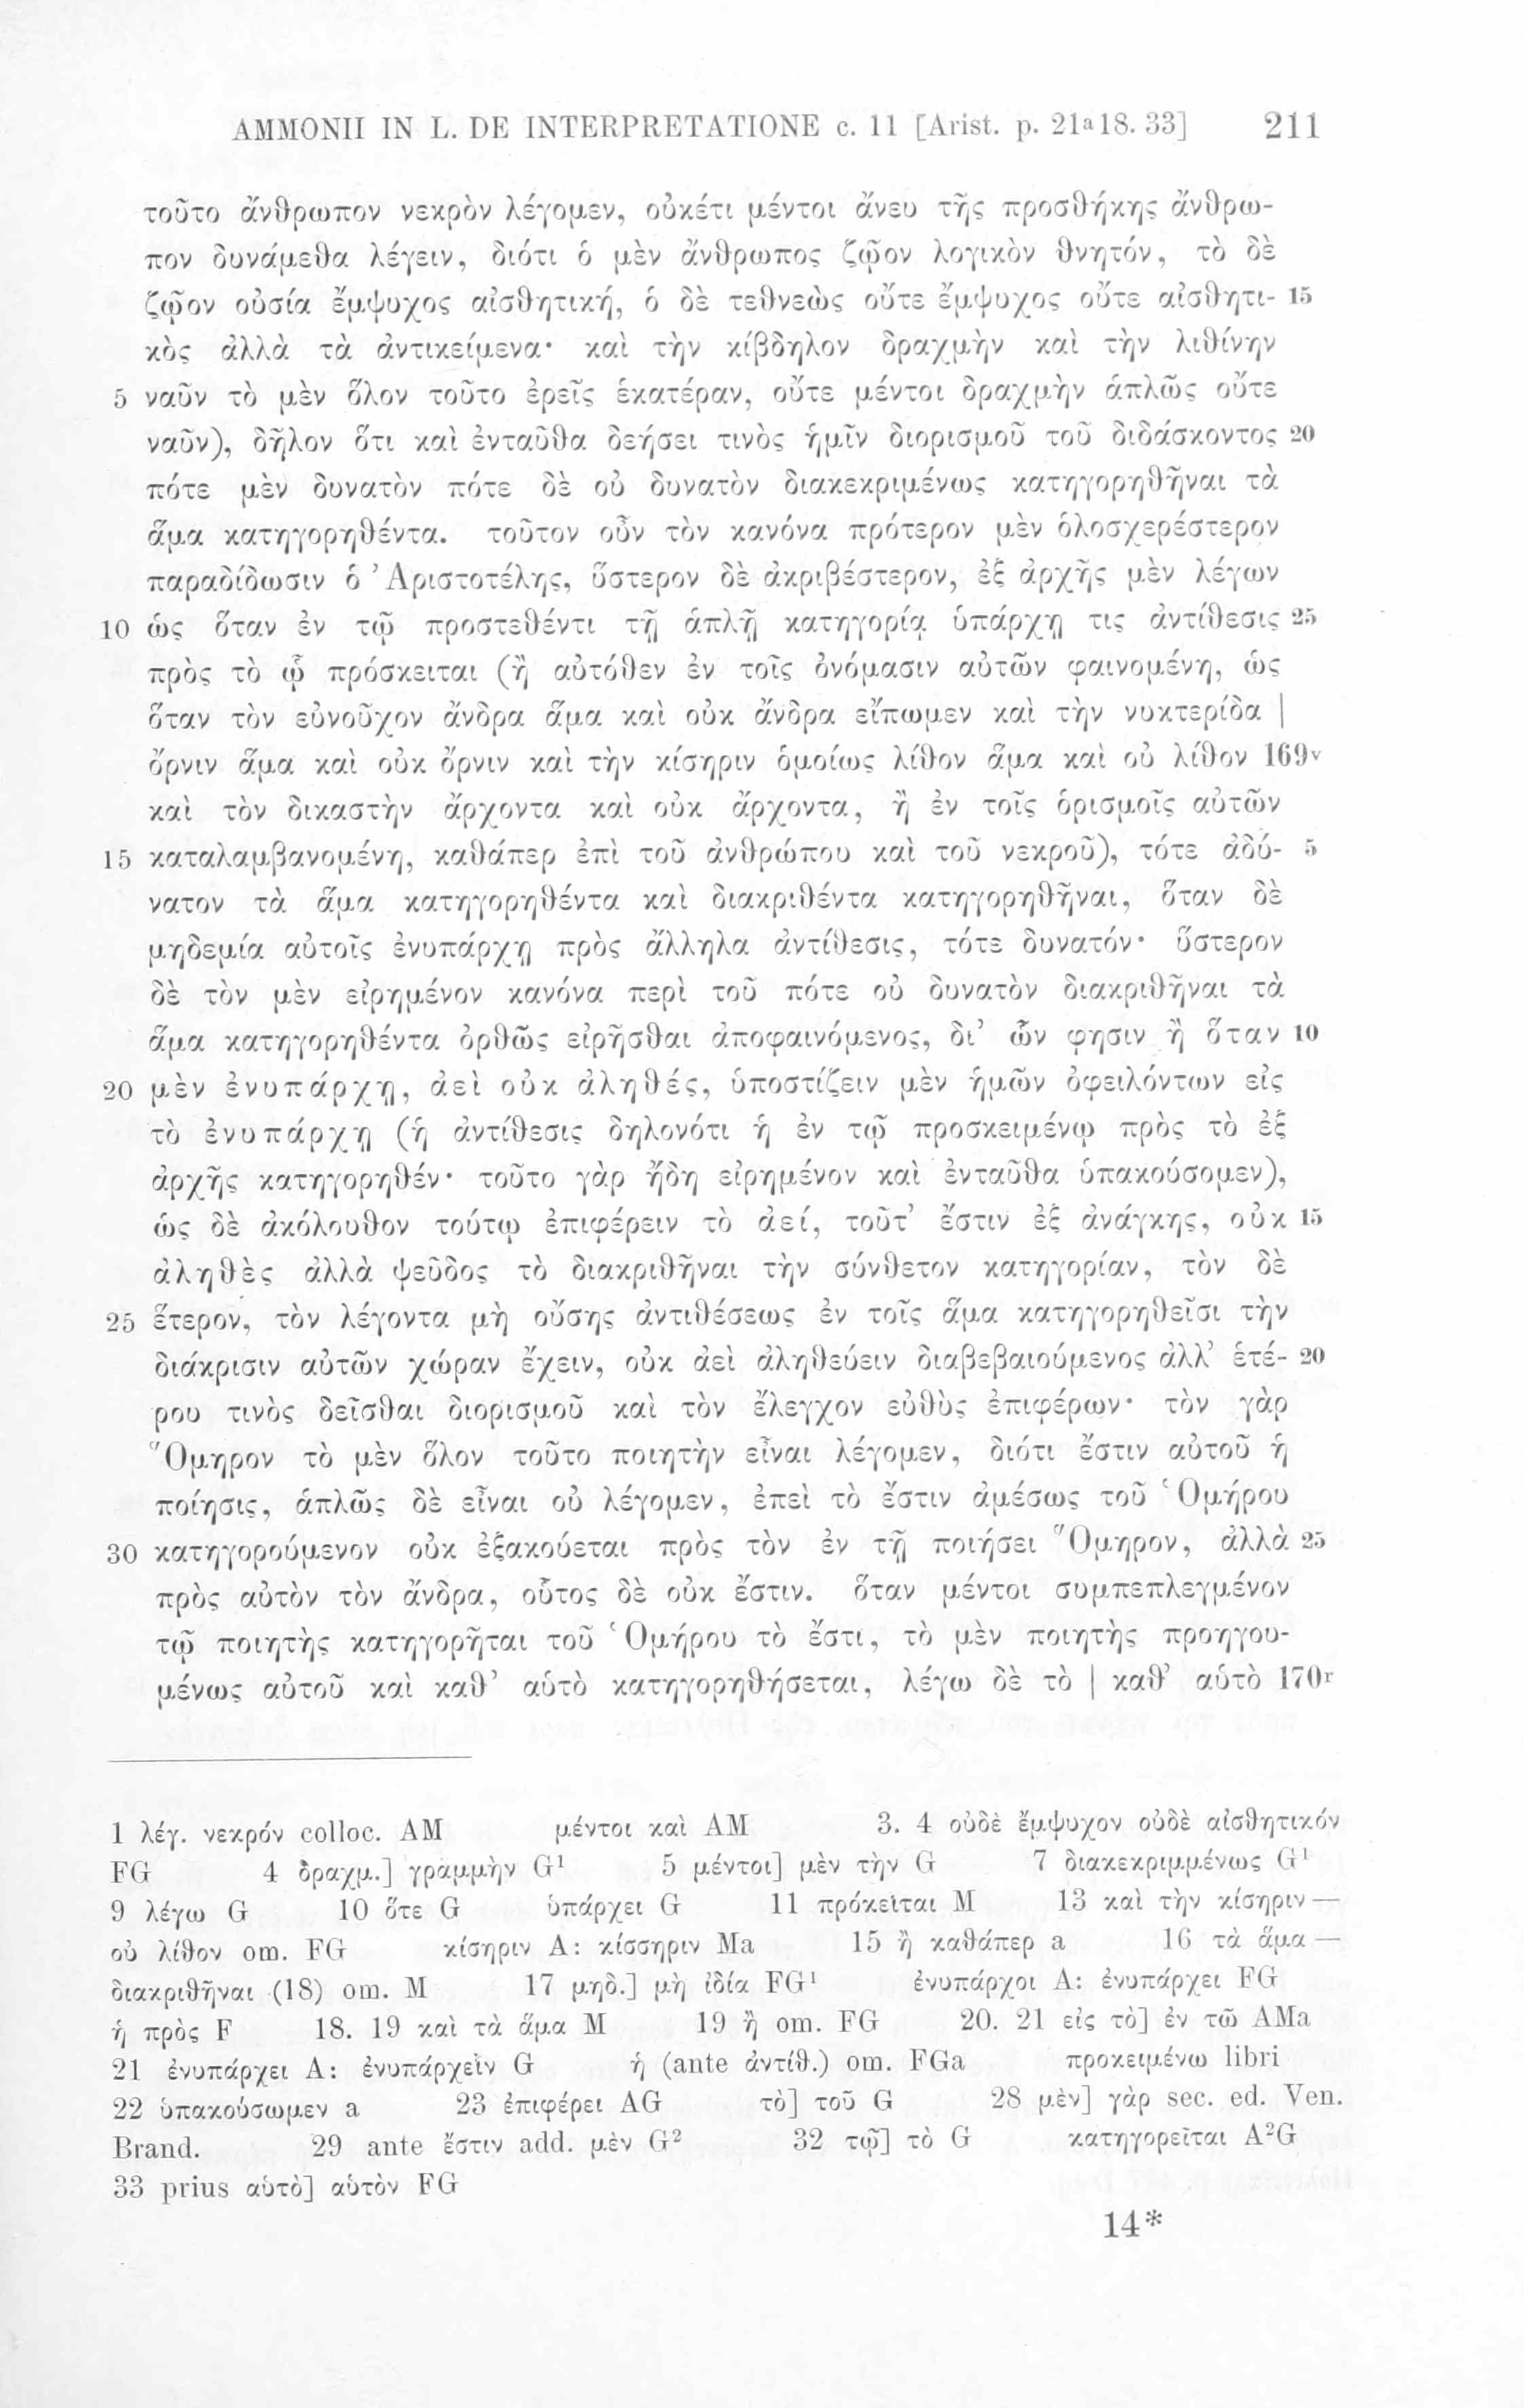 AMMONII IN L. DE INTERPRETATIONE c. 11 [Arist. p. 21a18. 33] 211
τοῦτο ἄνθρωπον νεκρὸν λέγομεν, οὐκέτι μέντοι ἄνευ τῆς προσθήκης ἄνθρω-
πον δυνάμεθα λέγειν, διότι ὁ μὲν ἄνθρωπος ζῷον λογικὸν θνητόν, τὸ δὲ
ζῷον οὐσία ἔμψυχος αἰσθητική, ὁ δὲ τεθνεὼς οὔτε ἔμψυχος οὔτε αἰσθητι- 15
κὸς ἀλλὰ τὰ ἀντικείμενα· καὶ τὴν κίβδηλον δραχμὴν καὶ τὴν λιθίνην
5 ναῦν τὸ μὲν ὅλον τοῦτο ἐρεῖς ἑκατέραν, οὔτε μέντοι δραχμὴν ἁπλῶς οὔτε
ναῦν), δῆλον ὅτι καὶ ἐνταῦθα δεήσει τινὸς ἡμῖν διορισμοῦ τοῦ διδάσκοντος 20
πότε μὲν δυνατὸν πότε δὲ οὐ δυνατὸν διακεκριμένως κατηγορηθῆναι τὰ
ἅμα κατηγορηθέντα. τοῦτον οὖν τὸν κανόνα πρότερον μὲν ὁλοσχερέστερον
παραδίδωσιν ὁ Ἀριστοτέλης, ὕστερον δὲ ἀκριβέστερον, ἐξ ἀρχῆς μὲν λέγων
10 ὡς ὅταν ἐν τῷ προστεθέντι τῇ ἁπλῇ κατηγορίᾳ ὑπάρχῃ τις ἀντίθεσις 25
πρὸς τὸ ᾧ πρόσκειται (ἢ αὐτόθεν ἐν τοῖς ὀνόμασιν αὐτῶν φαινομένη, ὡς
ὅταν τὸν εὐνοῦχον ἄνδρα ἅμα καὶ οὐκ ἄνδρα εἴπωμεν καὶ τὴν νυκτερίδα |
ὄρνιν ἅμα καὶ οὐκ ὄρνιν καὶ τὴν κίσηριν ὁμοίως λίθον ἅμα καὶ οὐ λίθον 169v
καὶ τὸν δικαστὴν ἄρχοντα καὶ οὐκ ἄρχοντα, ἢ ἐν τοῖς ὁρισμοῖς αὐτῶν
15 καταλαμβανομένη, καθάπερ ἐπὶ τοῦ ἀνθρώπου καὶ τοῦ νεκροῦ), τότε ἀδύ- 5
νατον τὰ ἅμα κατηγορηθέντα καὶ διακριθέντα κατηγορηθῆναι, ὅταν δὲ
μηδεμία αὐτοῖς ἐνυπάρχῃ πρὸς ἄλληλα ἀντίθεσις, τότε δυνατόν· ὕστερον
δὲ τὸν μὲν εἰρημένον κανόνα περὶ τοῦ πότε οὐ δυνατὸν διακριθῆναι τὰ
ἅμα κατηγορηθέντα ὀρθῶς εἰρῆσθαι ἀποφαινόμενος, δι’ ὧν φησιν ἢ ὅταν 10
20 μὲν ἐνυπάρχῃ, ἀεὶ οὐκ ἀληθές, ὑποστίζειν μὲν ἡμῶν ὀφειλόντων εἰς
τὸ ἐνυπάρχῃ (ἡ ἀντίθεσις δηλονότι ἡ ἐν τῷ προσκειμένῳ πρὸς τὸ ἐξ
ἀρχῆς κατηγορηθέν· τοῦτο γὰρ ἤδη εἰρημένον καὶ ἐνταῦθα ὑπακούσομεν),
ὡς δὲ ἀκόλουθον τούτῳ ἐπιφέρειν τὸ ἀεί, τοῦτ’ ἔστιν ἐξ ἀνάγκης, οὐκ 15
ἀληθὲς ἀλλὰ ψεῦδος τὸ διακριθῆναι τὴν σύνθετον κατηγορίαν, τὸν δὲ
25 ἕτερον, τὸν λέγοντα μὴ οὔσης ἀντιθέσεως ἐν τοῖς ἅμα κατηγορηθεῖσι τὴν
διάκρισιν αὐτῶν χώραν ἔχειν, οὐκ ἀεὶ ἀληθεύειν διαβεβαιούμενος ἀλλ’ ἑτέ- 20
ρου τινὸς δεῖσθαι διορισμοῦ καὶ τὸν ἔλεγχον εὐθὺς ἐπιφέρων· τὸν γὰρ
Ὅμηρον τὸ μὲν ὅλον τοῦτο ποιητὴν εἶναι λέγομεν, διότι ἔστιν αὐτοῦ ἡ
ποίησις, ἁπλῶς δὲ εἶναι οὐ λέγομεν, ἐπεὶ τὸ ἔστιν ἀμέσως τοῦ Ὁμήρου
30 κατηγορούμενον οὐκ ἐξακούεται πρὸς τὸν ἐν τῇ ποιήσει Ὅμηρον, ἀλλὰ 25
πρὸς αὐτὸν τὸν ἄνδρα, οὗτος δὲ οὐκ ἔστιν. ὅταν μέντοι συμπεπλεγμένον
τῷ ποιητὴς κατηγορῆται τοῦ Ὁμήρου τὸ ἔστι, τὸ μὲν ποιητὴς προηγου-
μένως αὐτοῦ καὶ καθ’ αὑτὸ κατηγορηθήσεται, λέγω δὲ τὸ | καθ’ αὑτὸ 170r
1 λέγ. νεκρόν colloc. AM μέντοι καὶ AM 3. 4 οὐδὲ ἔμψυχον οὐδὲ αἰσθητικόν
FG 4 δραχμ.] γραμμὴν G¹ 5 μέντοι] μὲν τὴν G 7 διακεκριμμένως G¹
9 λέγω G 10 ὅτε G ὑπάρχει G 11 πρόκειται M 13 καὶ τὴν κίσηριν—
οὐ λίθον om. FG κίσηριν A: κίσσηριν Ma 15 ἢ καθάπερ a 16 τὰ ἅμα—
διακριθῆναι (18) om. M 17 μηδ.] μὴ ἰδία FG¹ ἐνυπάρχοι A: ἐνυπάρχει FG
ἡ πρὸς F 18. 19 καὶ τὰ ἅμα M 19 ἢ om. FG 20. 21 εἰς τὸ] ἐν τῶ AMa
21 ἐνυπάρχει A: ἐνυπάρχειν G ἡ (ante ἀντίθ.) om. FGa προκειμένω libri
22 ὑπακούσωμεν a 23 ἐπιφέρει AG τὸ] τοῦ G 28 μὲν] γὰρ sec. ed. Ven.
Brand. 29 ante ἔστιν add. μὲν G² 32 τῷ] τὸ G κατηγορεῖται A²G
33 prius αὑτὸ] αὑτὸν FG
14*